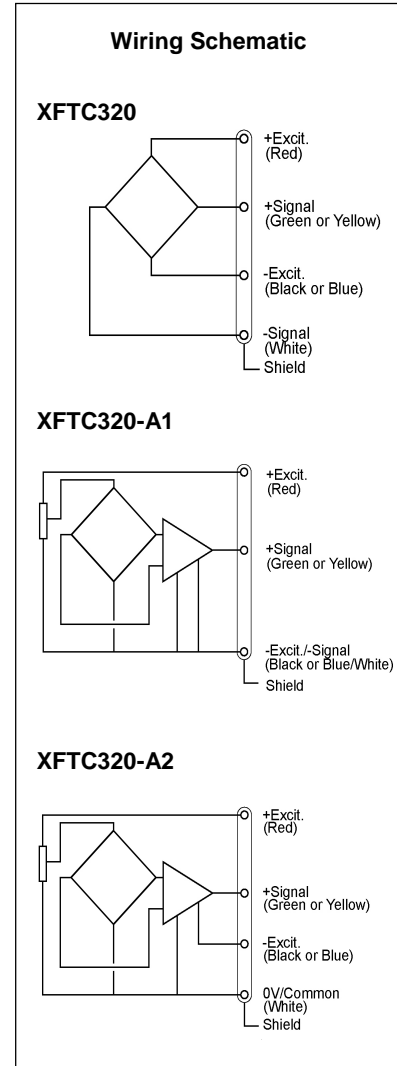 Wiring Schematic
XFTC320
+Excit.
(Red)
+Signal
(Green or Yellow)
-Excit.
(Black or Blue)
-Signal
(White)
Shield
XFTC320-A1
+Excit.
(Red)
+Signal
(Green or Yellow)
-Excit./-Signal
(Black or Blue/White)
Shield
XFTC320-A2
+Excit.
(Red)
+Signal
(Green or Yellow)
-Excit.
(Black or Blue)
0V/Common
(White)
Shield